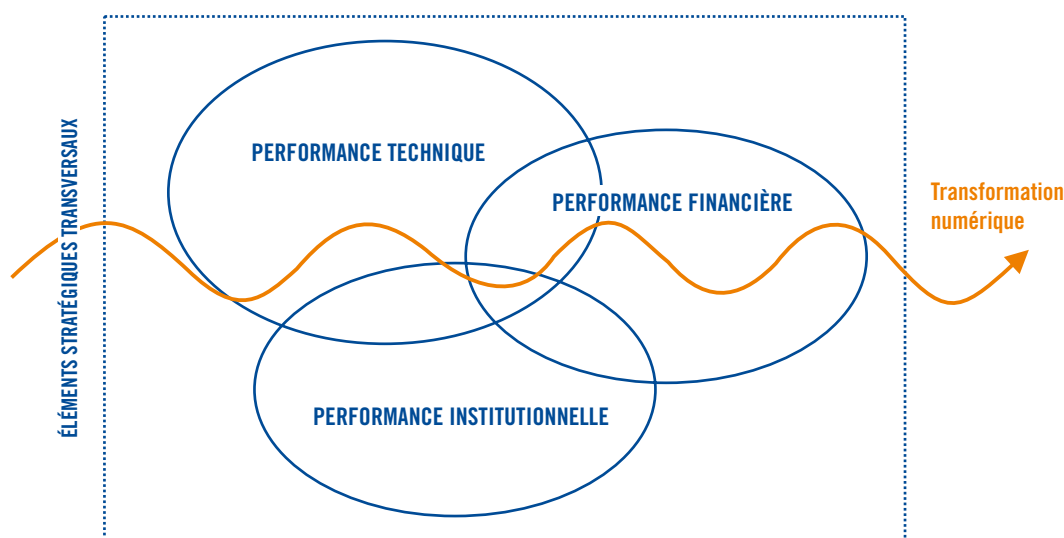 ÉLÉMENTS STRATÉGIQUES TRANSVERSAUX
PERFORMANCE TECHNIQUE
PERFORMANCE FINANCIÈRE
Transformation
numérique
PERFORMANCE INSTITUTIONNELLE